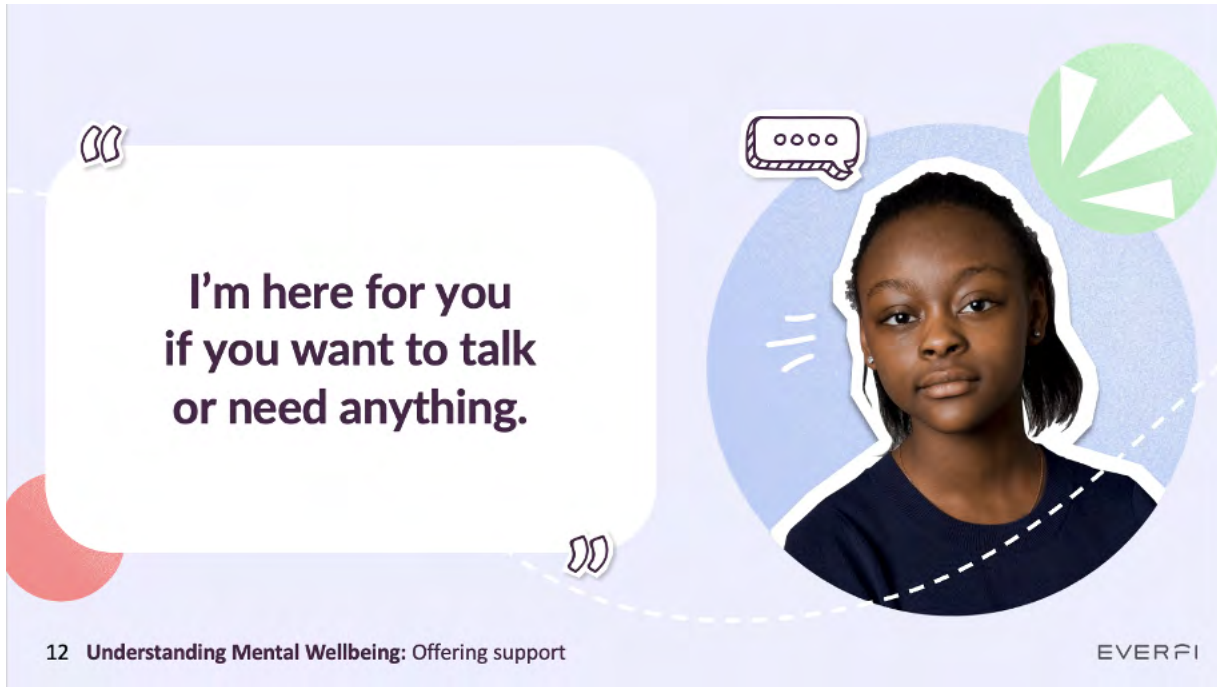 I’m here for you
if you want to talk
or need anything.
12 Understanding Mental Wellbeing: Offering support
EVERFI